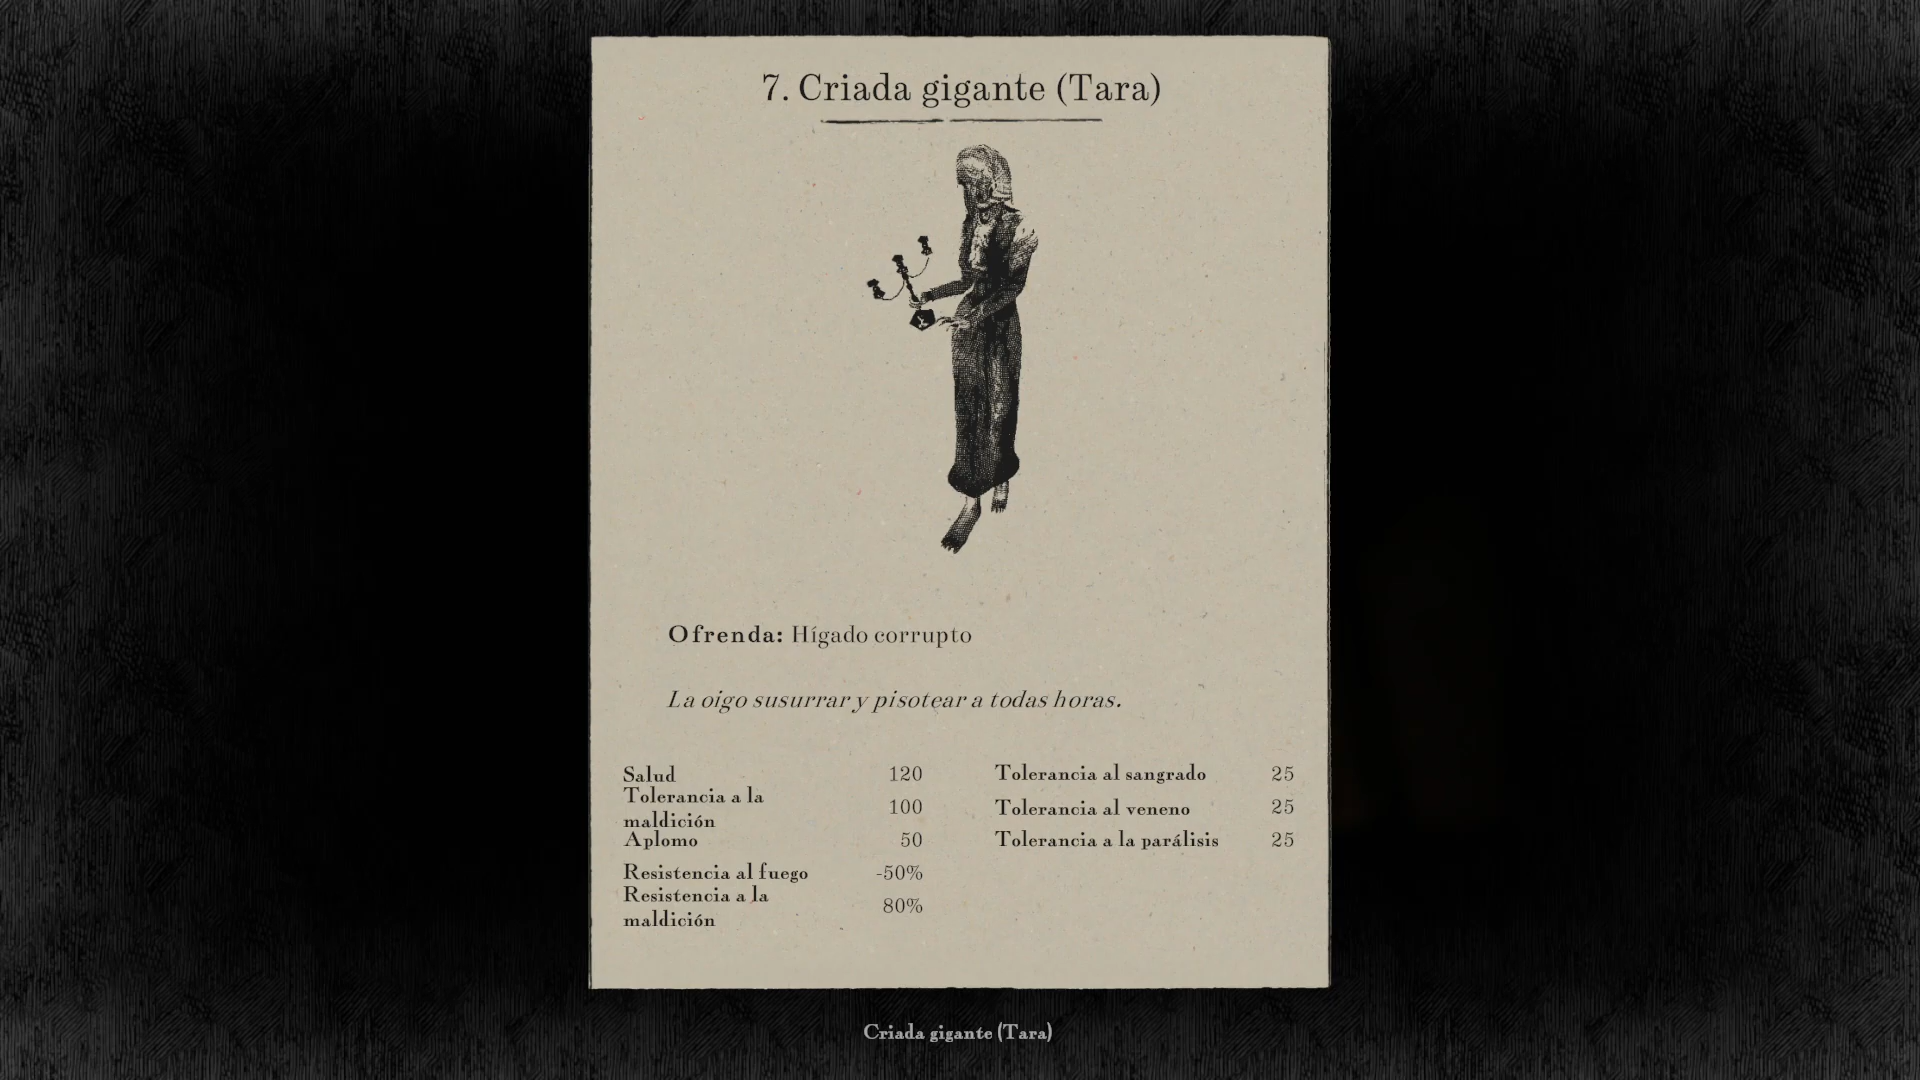 7. Criada gigante (Tara)
Ofrenda: Hígado corrupto
La oigo susurrar y pisotear a todas horas.
Salud 120
Tolerancia a la
maldición 100
Aplomo 50
Resistencia al fuego -50%
Resistencia a la
maldición 80%
Tolerancia al sangrado 25
Tolerancia al veneno 25
Tolerancia a la parálisis 25
Criada gigante (Tara)